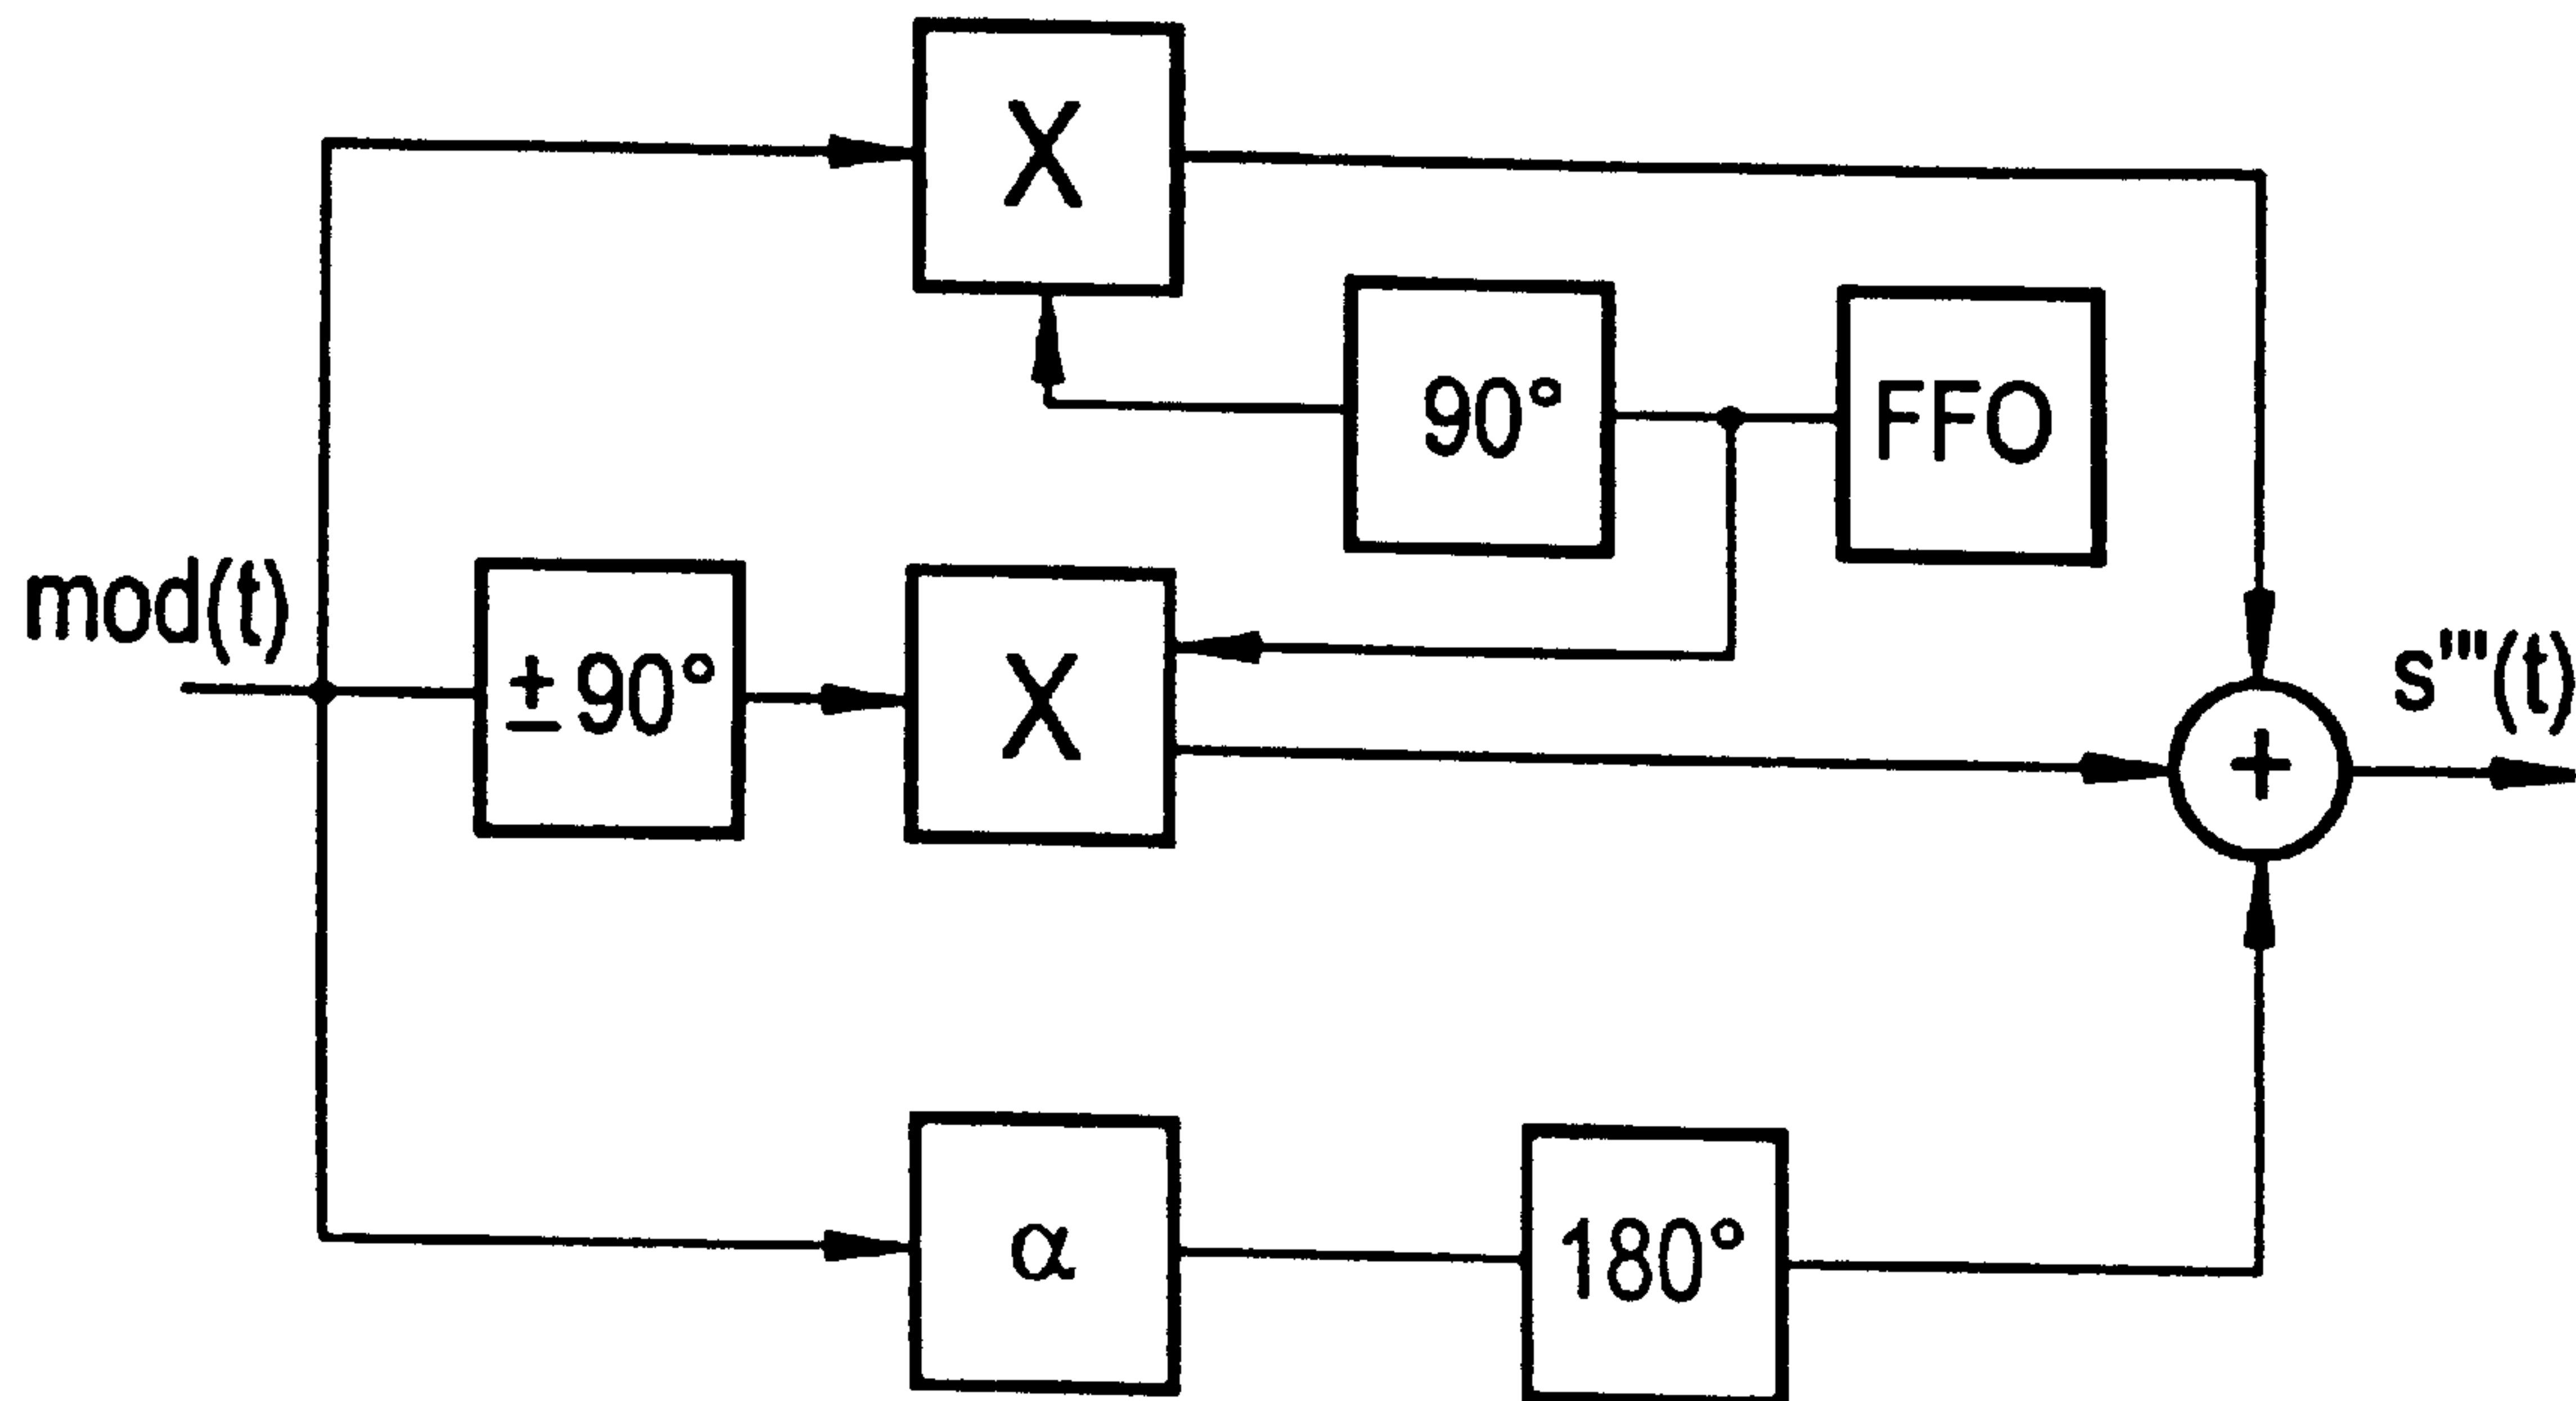 X
90°
FFO
mod(t)
± 90°
X
s'''(t)
+
α
180°